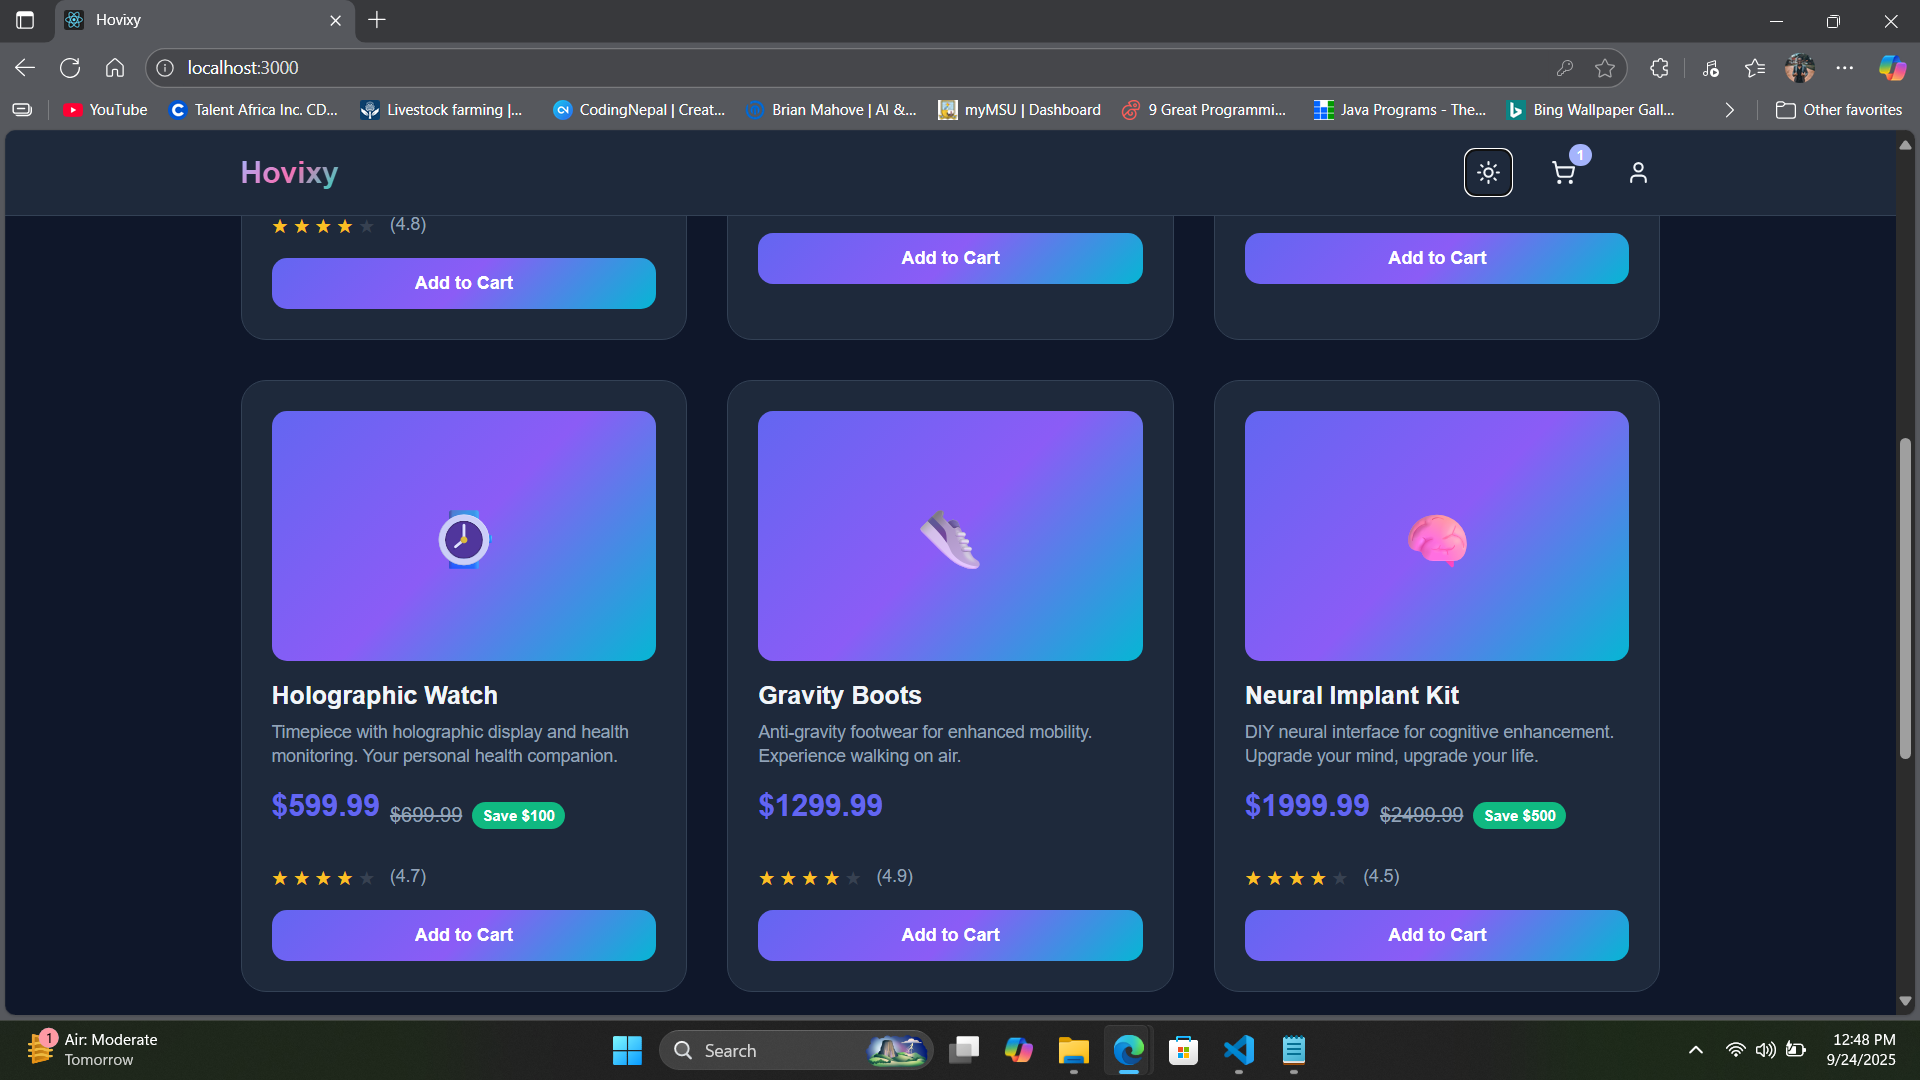 Hovixy
localhost:3000
YouTube
Talent Africa Inc. CD...
Livestock farming |...
CodingNepal | Creat...
Brian Mahove | AI &...
myMSU | Dashboard
9 Great Programmi...
Java Programs - The...
Bing Wallpaper Gall...
Other favorites
Hovixy
1
(4.8)
Add to Cart
Add to Cart
Add to Cart
Holographic Watch
Timepiece with holographic display and health
monitoring. Your personal health companion.
$599.99 $699.99 Save $100
(4.7)
Add to Cart
Gravity Boots
Anti-gravity footwear for enhanced mobility.
Experience walking on air.
$1299.99
(4.9)
Add to Cart
Neural Implant Kit
DIY neural interface for cognitive enhancement.
Upgrade your mind, upgrade your life.
$1999.99 $2499.99 Save $500
(4.5)
Add to Cart
1
Air: Moderate
Tomorrow
Search
12:48 PM
9/24/2025